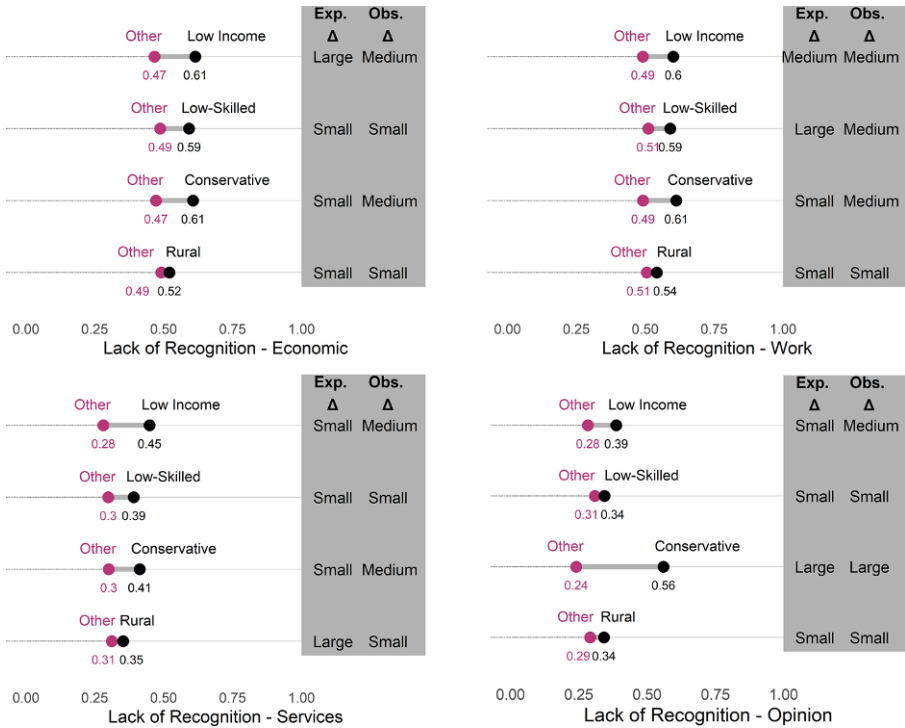 Exp. Obs.
Δ Δ
Other Low Income
Large Medium
0.47 0.61
Other Low-Skilled
Small Small
0.49 0.59
Other Conservative
Small Medium
0.47 0.61
Other Rural
Small Small
0.49 0.52
0.00 0.25 0.50 0.75 1.00
Lack of Recognition - Economic
Exp. Obs.
Δ Δ
Other Low Income
Medium Medium
0.49 0.6
Other Low-Skilled
Large Medium
0.51 0.59
Other Conservative
Small Medium
0.49 0.61
Other Rural
Small Small
0.51 0.54
0.00 0.25 0.50 0.75 1.00
Lack of Recognition - Work
Exp. Obs.
Δ Δ
Other Low Income
Small Medium
0.28 0.45
Other Low-Skilled
Small Small
0.3 0.39
Other Conservative
Small Medium
0.3 0.41
Other Rural
Large Small
0.31 0.35
0.00 0.25 0.50 0.75 1.00
Lack of Recognition - Services
Exp. Obs.
Δ Δ
Other Low Income
Small Medium
0.28 0.39
Other Low-Skilled
Small Small
0.31 0.34
Other Conservative
Large Large
0.24 0.56
Other Rural
Small Small
0.29 0.34
0.00 0.25 0.50 0.75 1.00
Lack of Recognition - Opinion